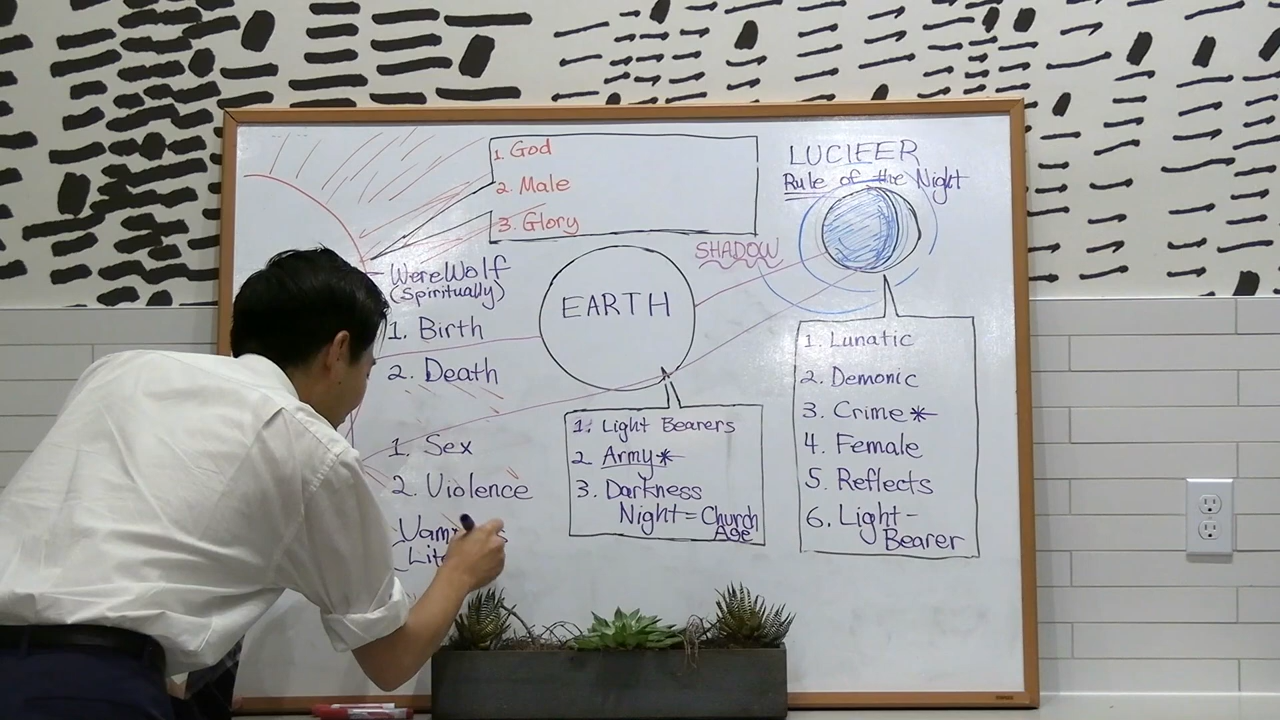 1. God
2. Male
3. Glory
LUCIFER
Rule of the Night
SHADOW
WereWolf
(Spiritually)
1. Birth
2. Death
1. Sex
2. Violence
EARTH
1. Light Bearers
2 Army*
3. Darkness
Night = Church
Age
1. Lunatic
2. Demonic
3. Crime*
4. Female
5. Reflects
6. Light-
Bearer